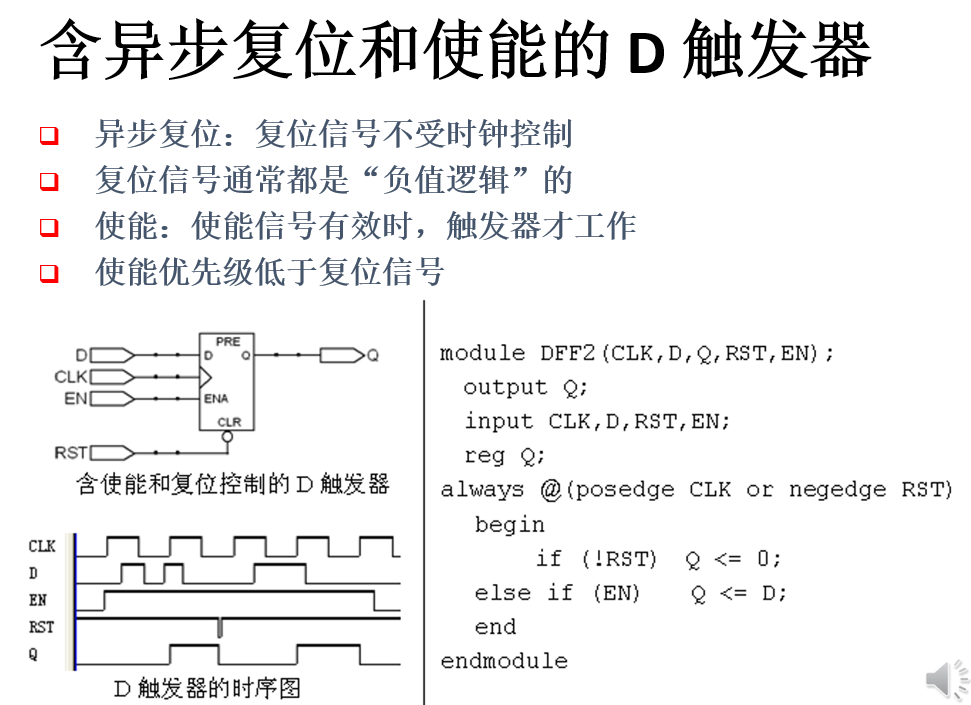 含异步复位和使能的 D 触发器
异步复位：复位信号不受时钟控制
复位信号通常都是“负值逻辑”的
使能：使能信号有效时，触发器才工作
使能优先级低于复位信号
PRE
D
D Q
Q
CLK
EN
ENA
CLR
RST
含使能和复位控制的 D 触发器
CLK
D
EN
RST
Q
D 触发器的时序图
module DFF2(CLK,D,Q,RST,EN);
output Q;
input CLK,D,RST,EN;
reg Q;
always @(posedge CLK or negedge RST)
begin
if (!RST) Q <= 0;
else if (EN) Q <= D;
end
endmodule